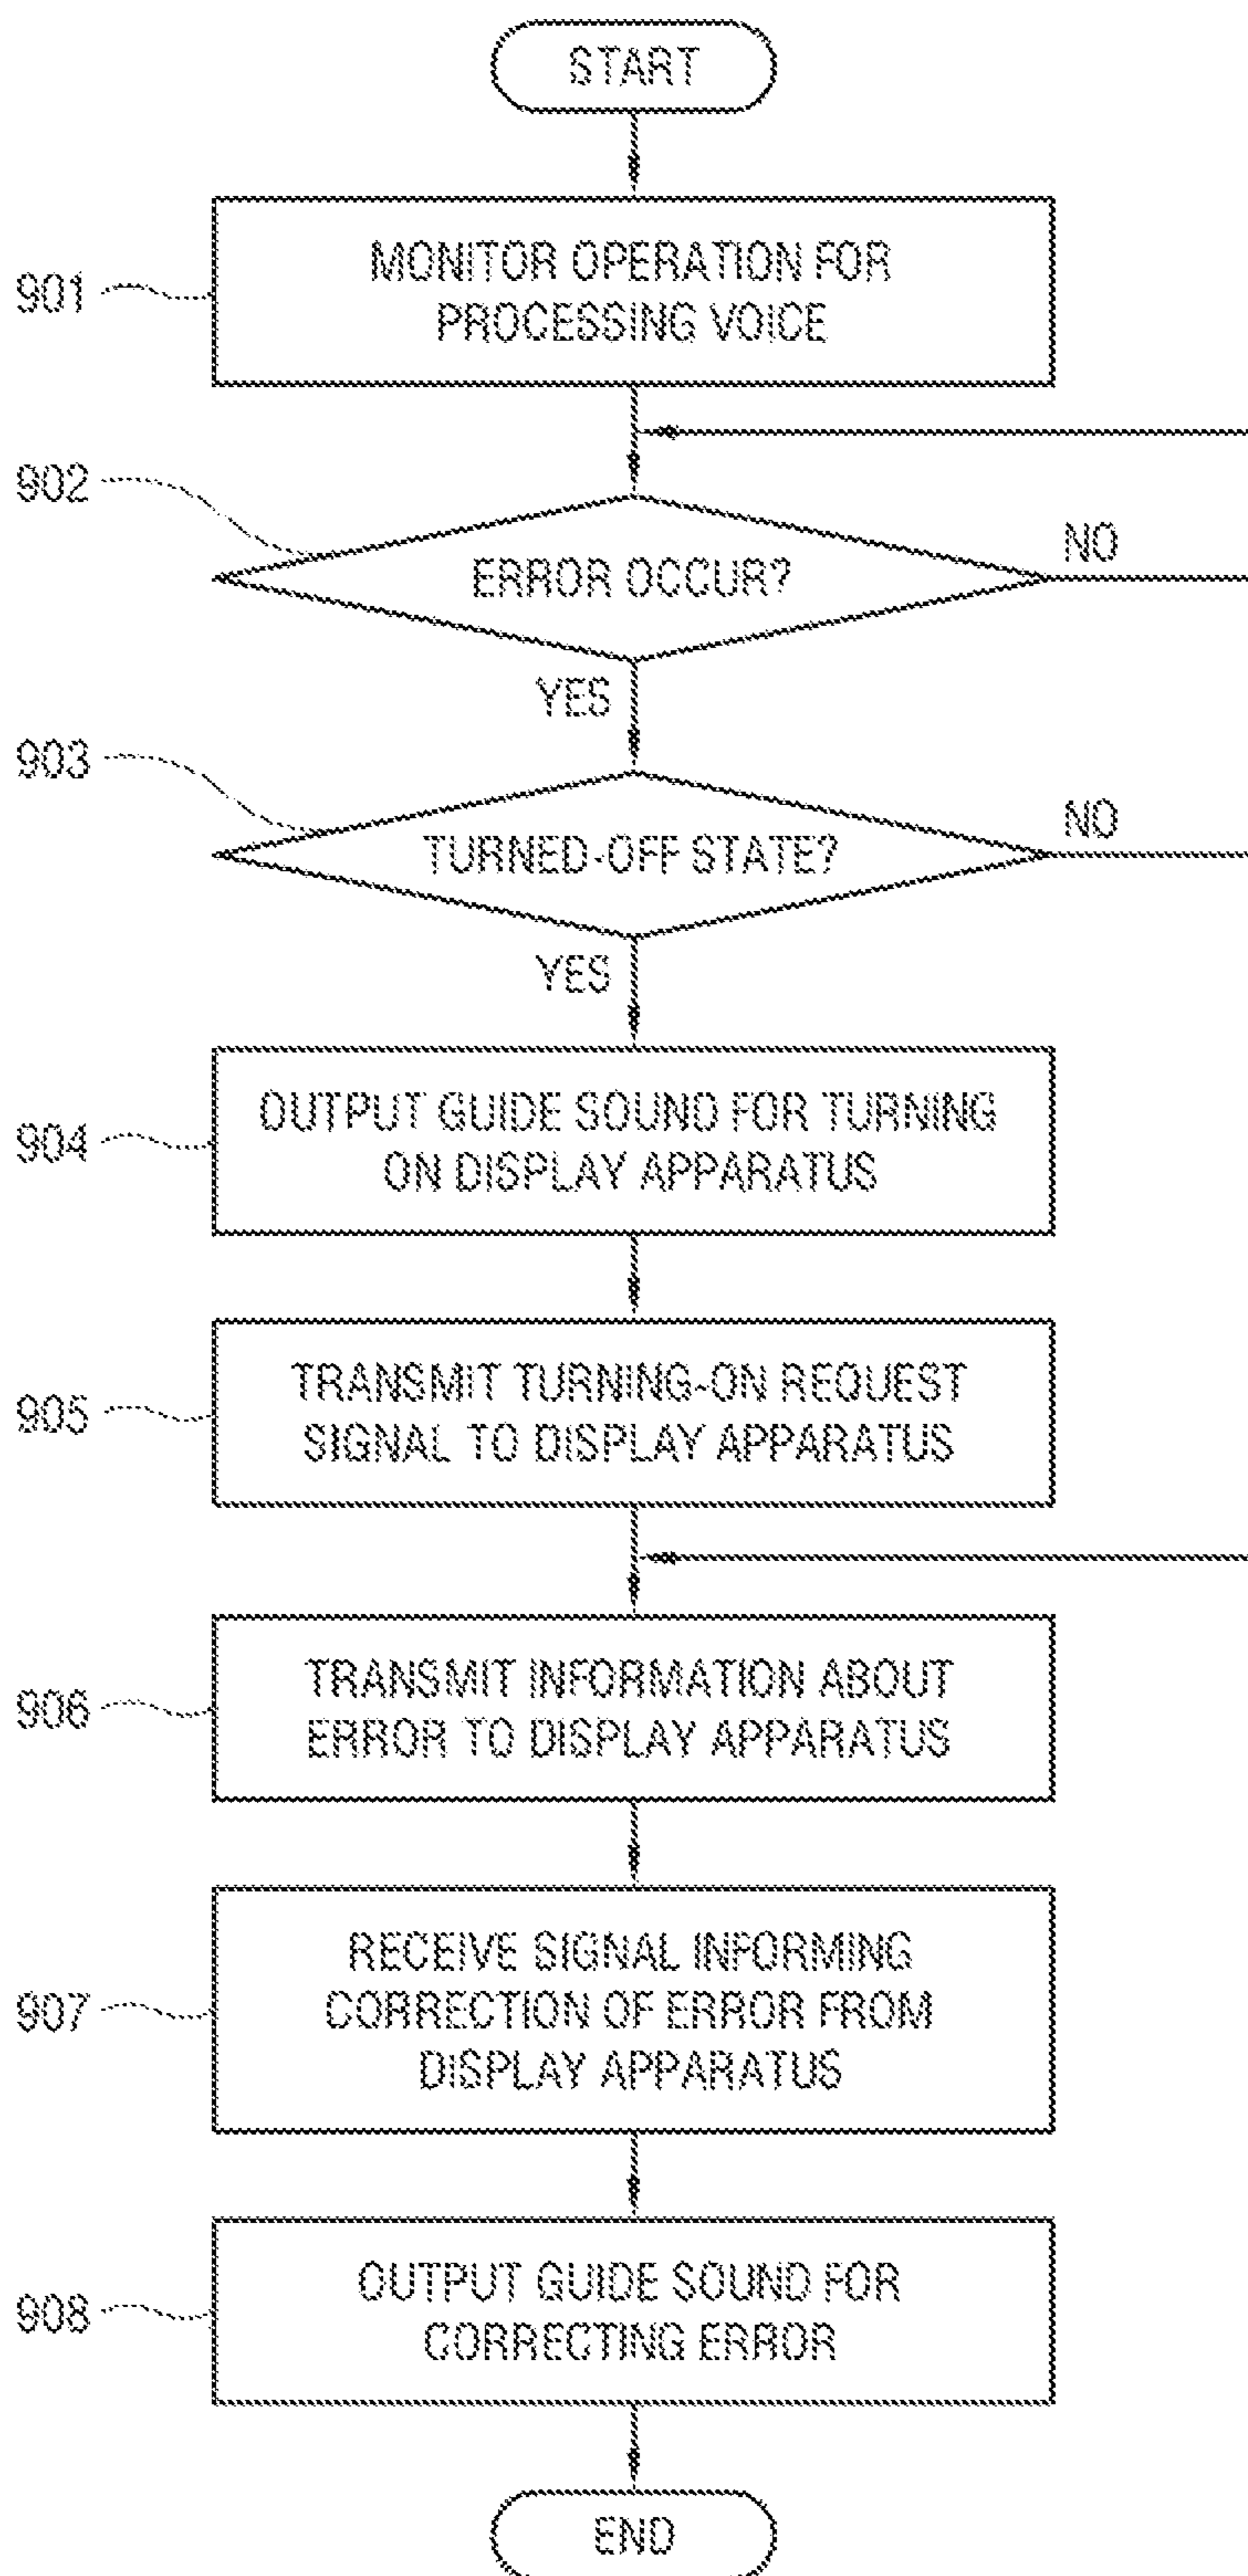 START
901
MONITOR OPERATION FOR
PROCESSING VOICE
902
ERROR OCCUR?
NO
YES
903
TURNED-OFF STATE?
NO
YES
904
OUTPUT GUIDE SOUND FOR TURNING
ON DISPLAY APPARATUS
905
TRANSMIT TURNING-ON REQUEST
SIGNAL TO DISPLAY APPARATUS
906
TRANSMIT INFORMATION ABOUT
ERROR TO DISPLAY APPARATUS
907
RECEIVE SIGNAL INFORMING
CORRECTION OF ERROR FROM
DISPLAY APPARATUS
908
OUTPUT GUIDE SOUND FOR
CORRECTING ERROR
END